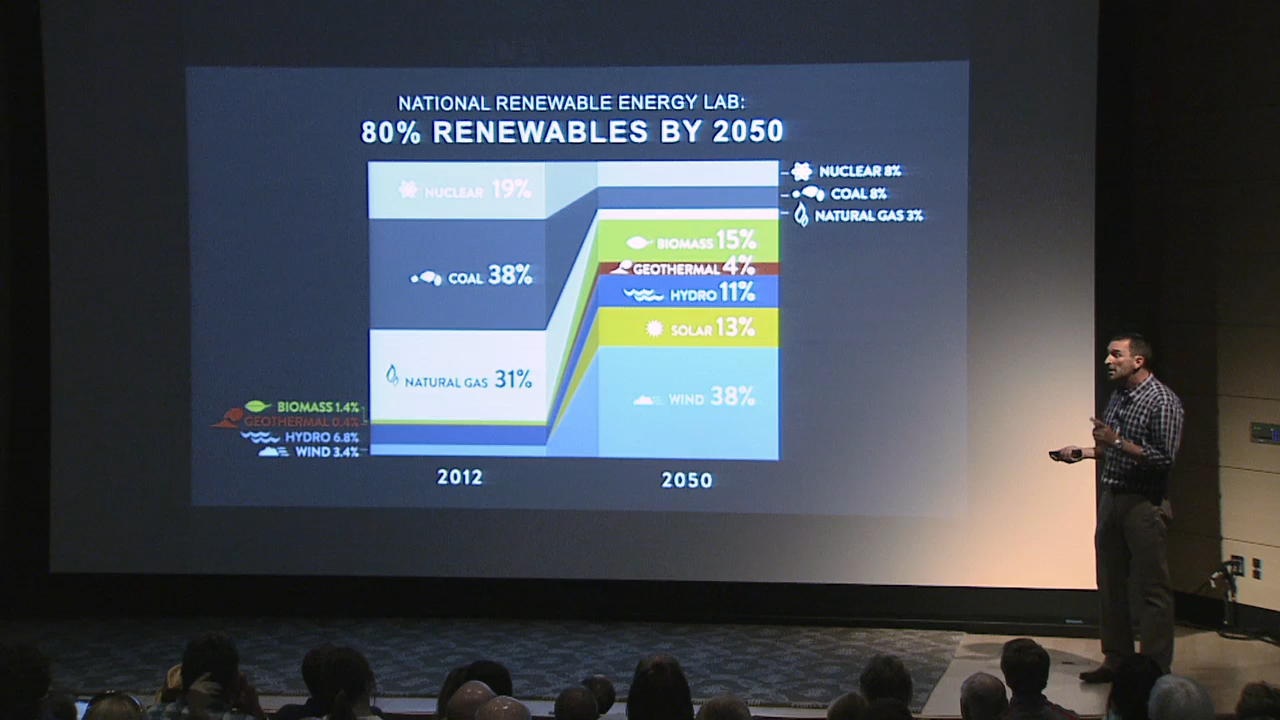 NATIONAL RENEWABLE ENERGY LAB:
80% RENEWABLES BY 2050
NUCLEAR 19%
COAL 38%
NATURAL GAS 31%
BIOMASS 1.4%
GEOTHERMAL 0.4%
HYDRO 6.8%
WIND 3.4%
NUCLEAR 8%
COAL 8%
NATURAL GAS 3%
BIOMASS 15%
GEOTHERMAL 4%
HYDRO 11%
SOLAR 13%
WIND 38%
2012
2050